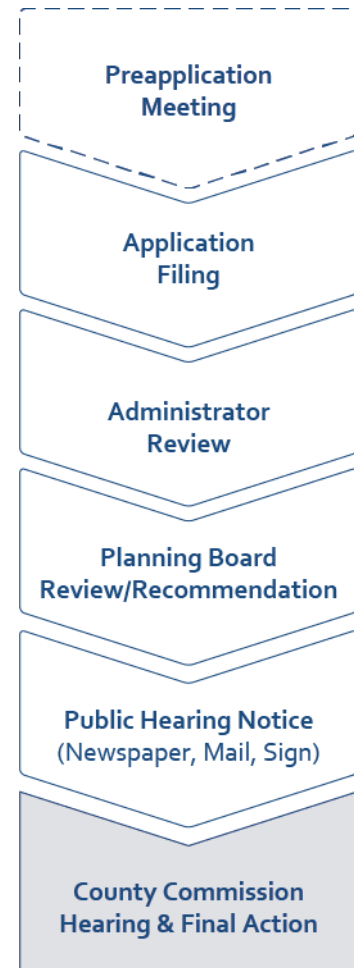 Preapplication
Meeting
Application
Filing
Administrator
Review
Planning Board
Review/Recommendation
Public Hearing Notice
(Newspaper, Mail, Sign)
County Commission
Hearing & Final Action